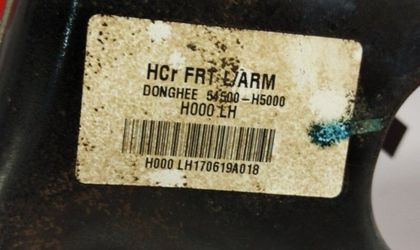 HCr FRT L/ARM
DONGHEE 54500-H5000
H000 LH
H000 LH170619A018